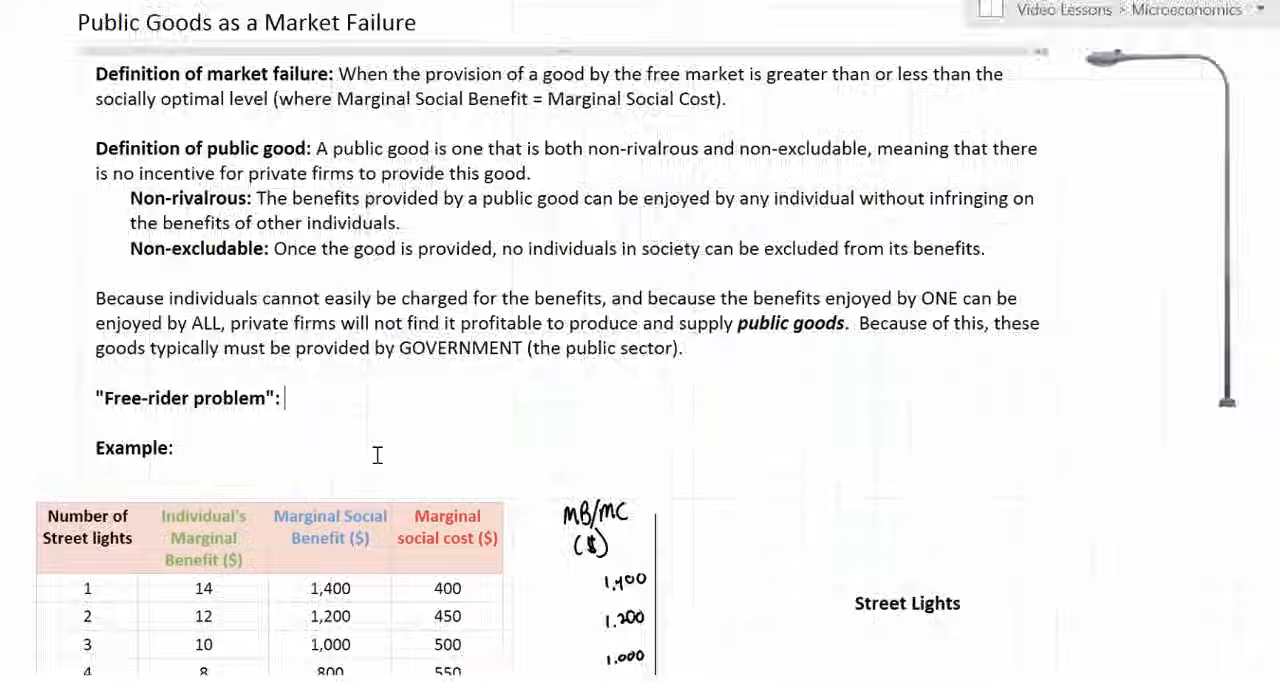 Public Goods as a Market Failure
Video Lessons > Microeconomics
Definition of market failure: When the provision of a good by the free market is greater than or less than the
socially optimal level (where Marginal Social Benefit = Marginal Social Cost).
Definition of public good: A public good is one that is both non-rivalrous and non-excludable, meaning that there
is no incentive for private firms to provide this good.
Non-rivalrous: The benefits provided by a public good can be enjoyed by any individual without infringing on
the benefits of other individuals.
Non-excludable: Once the good is provided, no individuals in society can be excluded from its benefits.
Because individuals cannot easily be charged for the benefits, and because the benefits enjoyed by ONE can be
enjoyed by ALL, private firms will not find it profitable to produce and supply public goods. Because of this, these
goods typically must be provided by GOVERNMENT (the public sector).
"Free-rider problem":
Example:
Number of Individual's Marginal Social Marginal
Street lights Marginal Benefit ($) social cost ($)
Benefit ($)
1 14 1,400 400
2 12 1,200 450
3 10 1,000 500
4 8 800 550
MB/MC
($)
1,400
1,200
1,000
Street Lights